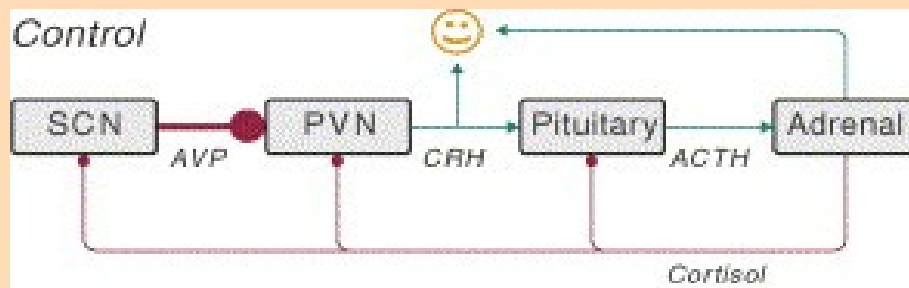 Control
SCN
PVN
Pituitary
Adrenal
AVP
CRH
ACTH
Cortisol